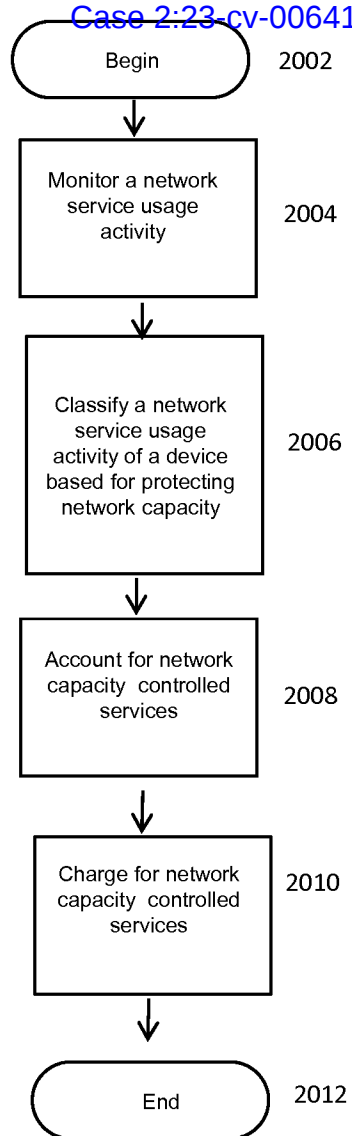 Case 2:23-cv-00641
Begin
2002
Monitor a network
service usage
activity
2004
Classify a network
service usage
activity of a device
based for protecting
network capacity
2006
Account for network
capacity controlled
services
2008
Charge for network
capacity controlled
services
2010
End
2012